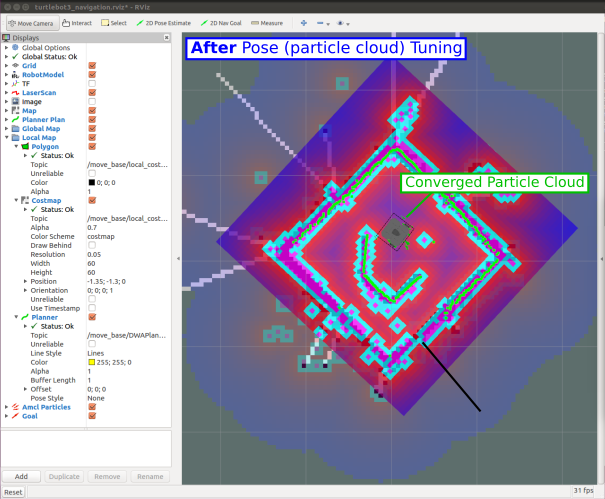 turtlebot3_navigation.rviz* - RViz
Move Camera Interact Select 2D Pose Estimate 2D Nav Goal Measure
Displays
Global Options
Global Status: Ok
Grid
RobotModel
TF
LaserScan
Image
Map
Planner Plan
Global Map
Local Map
Polygon
Status: Ok
Topic /move_base/local_cost...
Unreliable
Color 0; 0; 0
Alpha 1
Costmap
Status: Ok
Topic /move_base/local_cost...
Alpha 0.7
Color Scheme costmap
Draw Behind
Resolution 0.05
Width 60
Height 60
Position -1.35; -1.3; 0
Orientation 0; 0; 0; 1
Unreliable
Use Timestamp
Planner
Status: Ok
Topic /move_base/DWAPlan...
Unreliable
Line Style Lines
Color 255; 255; 0
Alpha 1
Buffer Length 1
Offset 0; 0; 0
Pose Style None
Amcl Particles
Goal
Add Duplicate Remove Rename
Reset
After Pose (particle cloud) Tuning
Converged Particle Cloud
31 fps